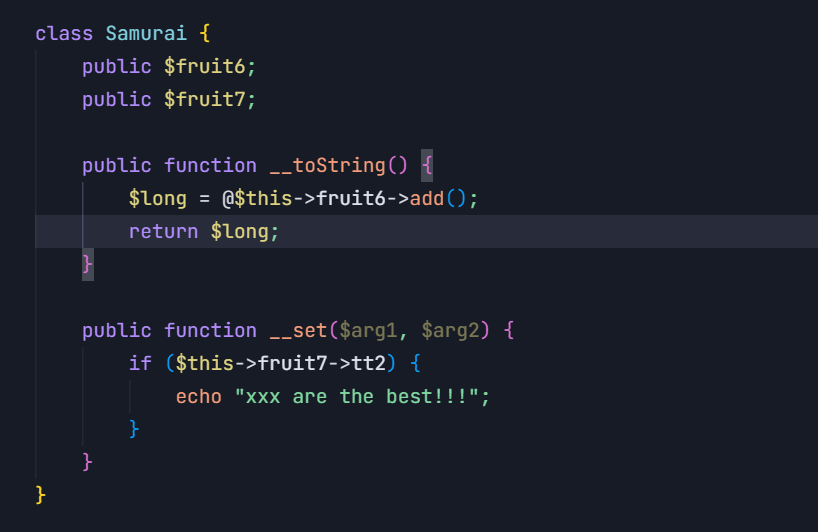 class Samurai {
    public $fruit6;
    public $fruit7;

    public function __toString() {
        $long = @$this->fruit6->add();
        return $long;
    }

    public function __set($arg1, $arg2) {
        if ($this->fruit7->tt2) {
            echo "xxx are the best!!!";
        }
    }
}